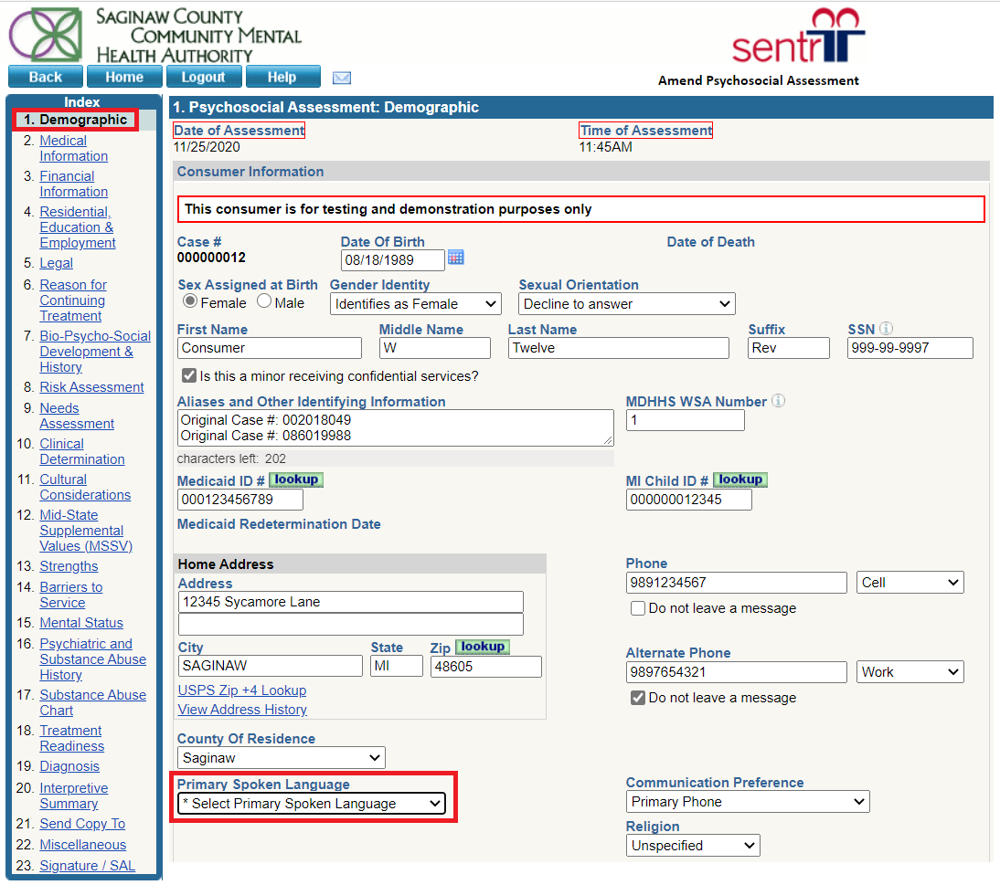 SAGINAW COUNTY
COMMUNITY MENTAL
HEALTH AUTHORITY
sentri
Back Home Logout Help
Amend Psychosocial Assessment
Index
1. Demographic
2. Medical
Information
3. Financial
Information
4. Residential,
Education &
Employment
5. Legal
6. Reason for
Continuing
Treatment
7. Bio-Psycho-Social
Development &
History
8. Risk Assessment
9. Needs
Assessment
10. Clinical
Determination
11. Cultural
Considerations
12. Mid-State
Supplemental
Values (MSSV)
13. Strengths
14. Barriers to
Service
15. Mental Status
16. Psychiatric and
Substance Abuse
History
17. Substance Abuse
Chart
18. Treatment
Readiness
19. Diagnosis
20. Interpretive
Summary
21. Send Copy To
22. Miscellaneous
23. Signature / SAL
1. Psychosocial Assessment: Demographic
Date of Assessment Time of Assessment
11/25/2020 11:45AM
Consumer Information
This consumer is for testing and demonstration purposes only
Case # Date Of Birth Date of Death
000000012 08/18/1989
Sex Assigned at Birth Gender Identity Sexual Orientation
Female Male Identifies as Female Decline to answer
First Name Middle Name Last Name Suffix SSN
Consumer W Twelve Rev 999-99-9997
Is this a minor receiving confidential services?
Aliases and Other Identifying Information MDHHS WSA Number
Original Case #: 002018049 1
Original Case #: 086019988
characters left: 202
Medicaid ID # lookup MI Child ID # lookup
000123456789 000000012345
Medicaid Redetermination Date
Home Address
Address
12345 Sycamore Lane
City State Zip lookup
SAGINAW MI 48605
USPS Zip +4 Lookup
View Address History
Phone
9891234567 Cell
Do not leave a message
Alternate Phone
9897654321 Work
Do not leave a message
County Of Residence
Saginaw
Primary Spoken Language Communication Preference
* Select Primary Spoken Language Primary Phone
Religion
Unspecified